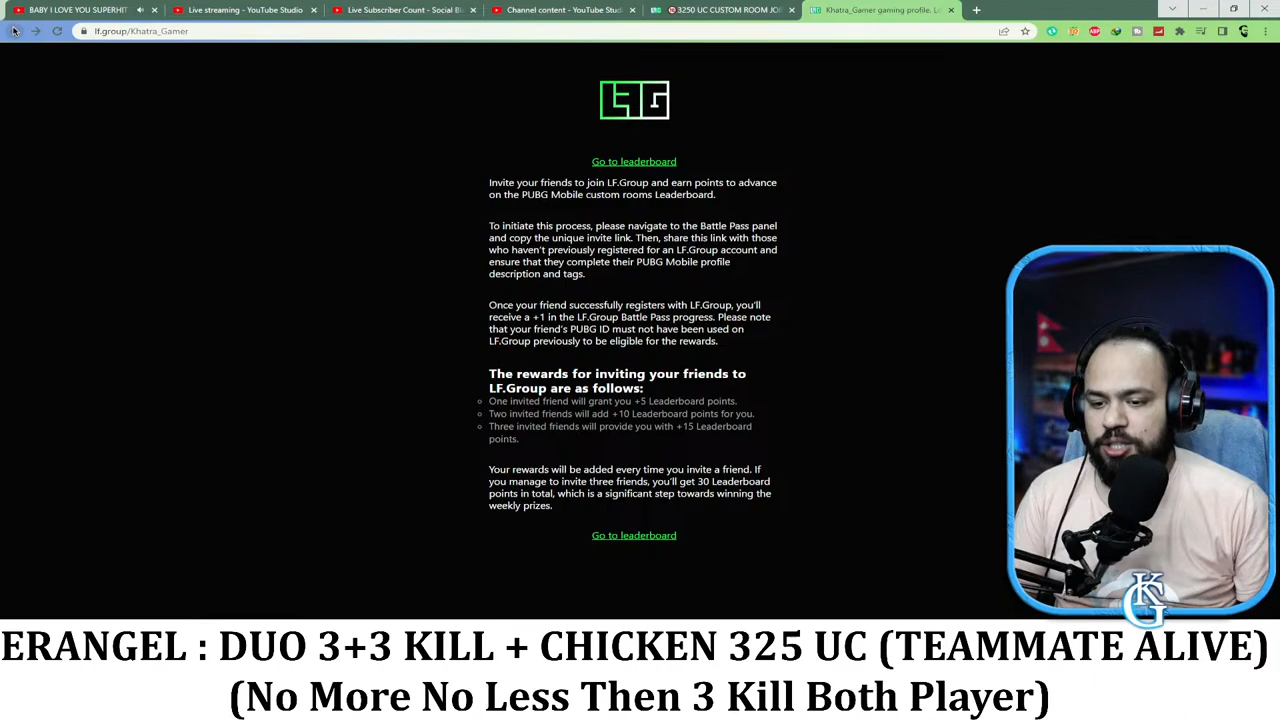 BABY I LOVE YOU SUPERHIT
Live streaming - YouTube Studio
Live Subscriber Count - Social Bl
Channel content - YouTube Stud
3250 UC CUSTOM ROOM JO
Khatra_Gamer gaming profile. L
lf.group/Khatra_Gamer
LFG
Go to leaderboard
Invite your friends to join LF.Group and earn points to advance
on the PUBG Mobile custom rooms Leaderboard.
To initiate this process, please navigate to the Battle Pass panel
and copy the unique invite link. Then, share this link with those
who haven't previously registered for an LF.Group account and
ensure that they complete their PUBG Mobile profile
description and tags.
Once your friend successfully registers with LF.Group, you'll
receive a +1 in the LF.Group Battle Pass progress. Please note
that your friend's PUBG ID must not have been used on
LF.Group previously to be eligible for the rewards.
The rewards for inviting your friends to
LF.Group are as follows:
One invited friend will grant you +5 Leaderboard points.
Two invited friends will add +10 Leaderboard points for you.
Three invited friends will provide you with +15 Leaderboard
points.
Your rewards will be added every time you invite a friend. If
you manage to invite three friends, you'll get 30 Leaderboard
points in total, which is a significant step towards winning the
weekly prizes.
Go to leaderboard
KG
ERANGEL : DUO 3+3 KILL + CHICKEN 325 UC (TEAMMATE ALIVE)
(No More No Less Then 3 Kill Both Player)